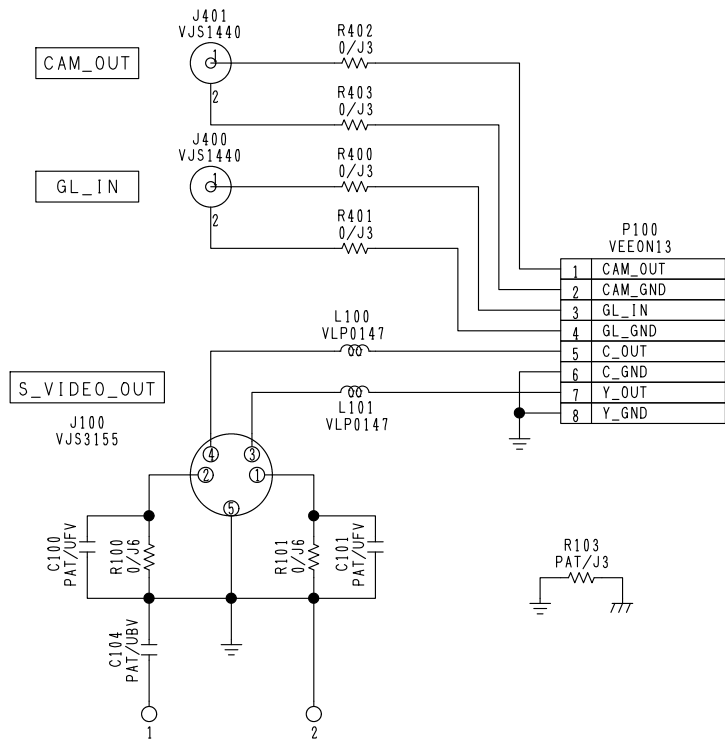 J401
VJS1440
CAM_OUT
1
2
R402
0/J3
R403
0/J3
J400
VJS1440
GL_IN
1
2
R400
0/J3
R401
0/J3
P100
VEEON13
1 CAM_OUT
2 CAM_GND
3 GL_IN
4 GL_GND
5 C_OUT
6 C_GND
7 Y_OUT
8 Y_GND
L100
VLP0147
L101
VLP0147
S_VIDEO_OUT
J100
VJS3155
4 3
2 1
5
C100
PAT/UFV
R100
0/J6
R101
0/J6
C101
PAT/UFV
R103
PAT/J3
C104
PAT/UBV
1
2